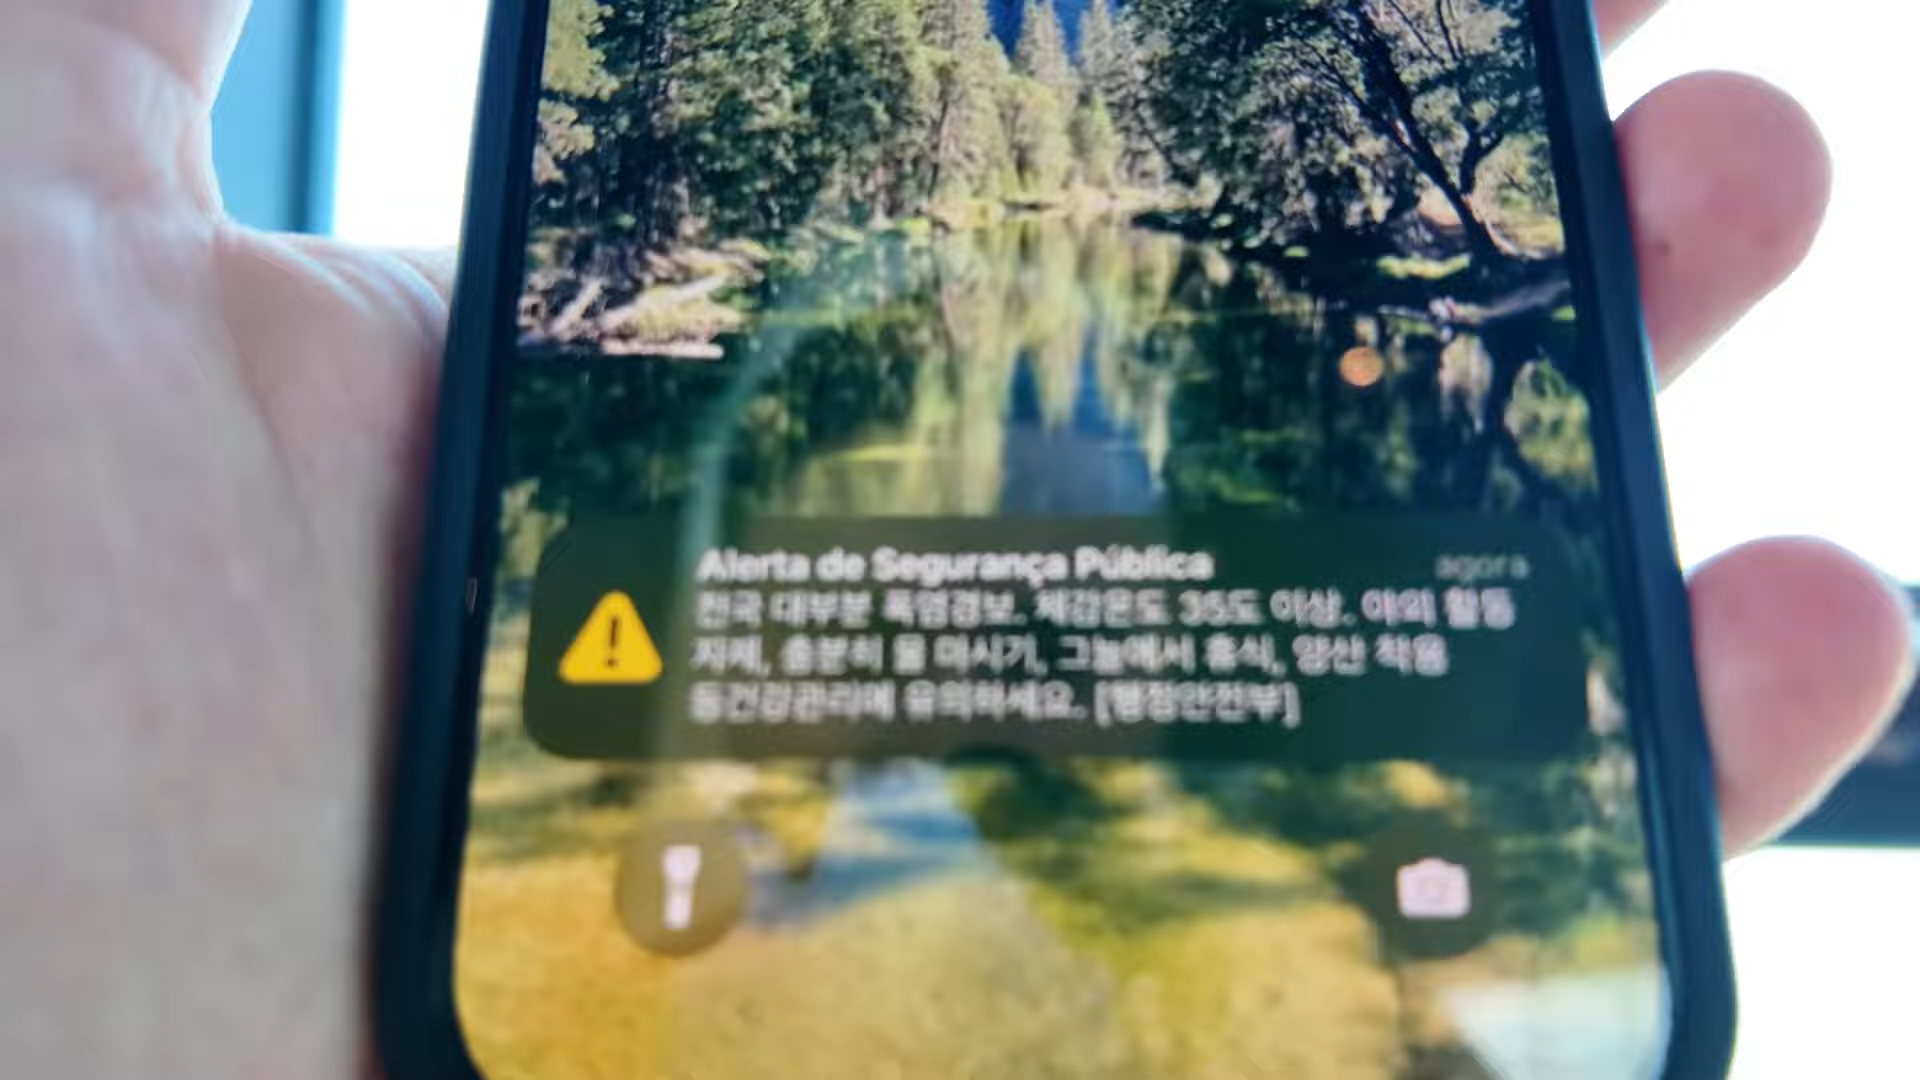 Alerta de Segurança Pública
agora
전국 대부분 폭염경보. 체감온도 35도 이상. 야외 활동
자제, 충분히 물 마시기, 그늘에서 휴식, 양산 착용
등건강관리에 유의하세요. [행정안전부]